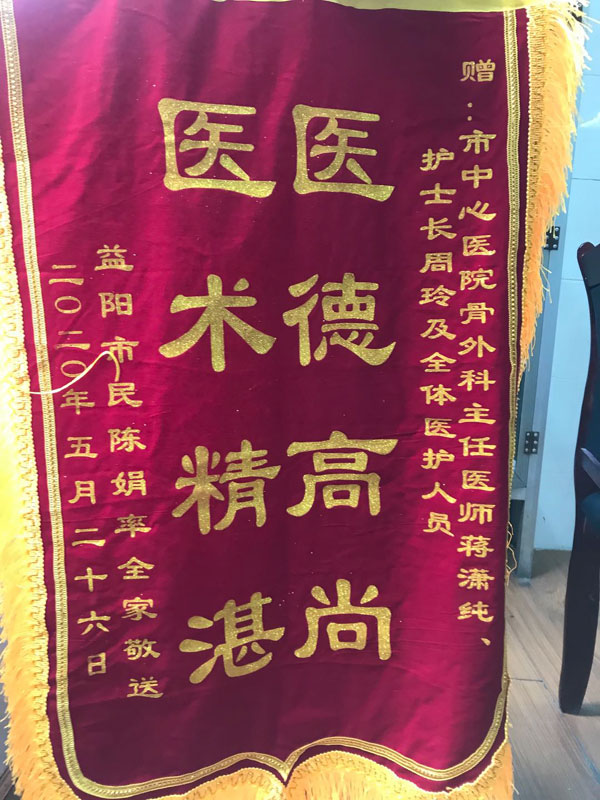 赠：市中心医院骨外科主任医师蒋潇纯、
护士长周玲及全体医护人员
医德高尚
医术精湛
益阳市民陈娟率全家敬送
二〇二〇年五月二十六日